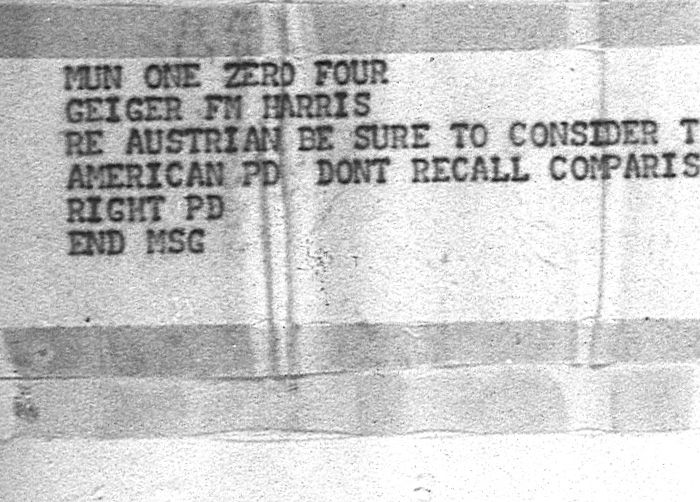 MUN ONE ZERO FOUR
GEIGER FM HARRIS
RE AUSTRIAN BE SURE TO CONSIDER T
AMERICAN PD DONT RECALL COMPARIS
RIGHT PD
END MSG